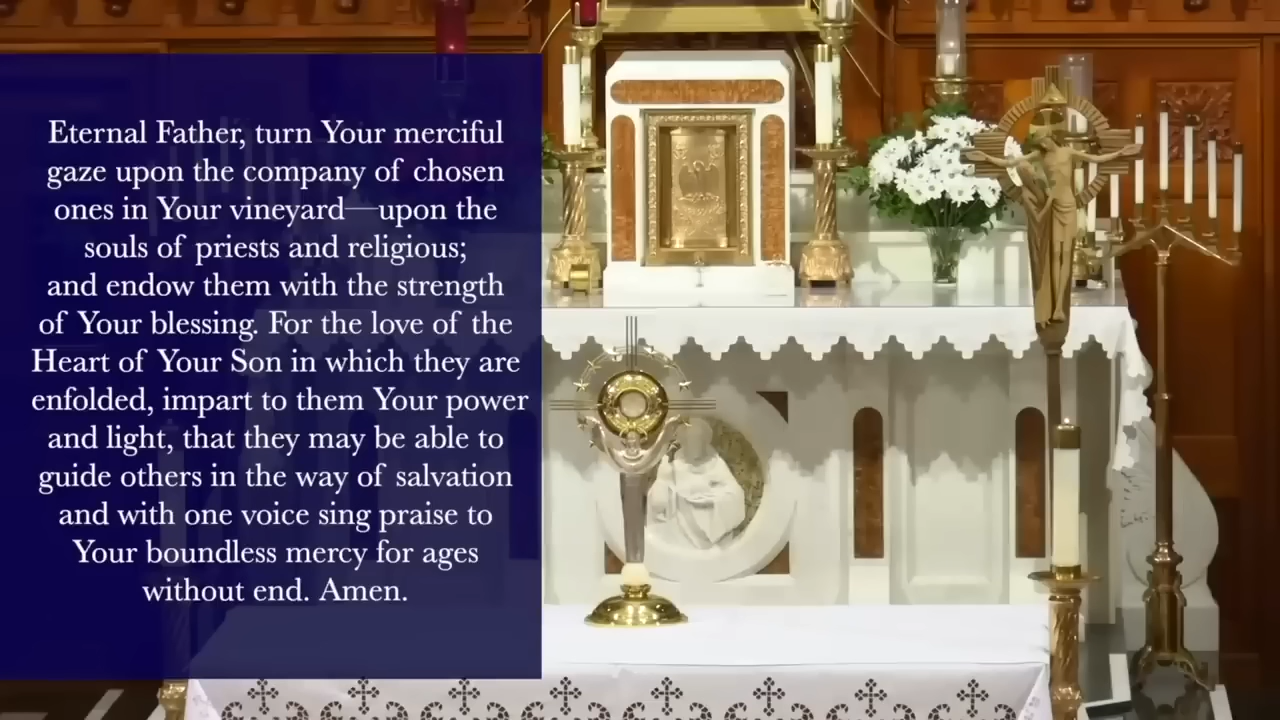 Eternal Father, turn Your merciful
gaze upon the company of chosen
ones in Your vineyard—upon the
souls of priests and religious;
and endow them with the strength
of Your blessing. For the love of the
Heart of Your Son in which they are
enfolded, impart to them Your power
and light, that they may be able to
guide others in the way of salvation
and with one voice sing praise to
Your boundless mercy for ages
without end. Amen.